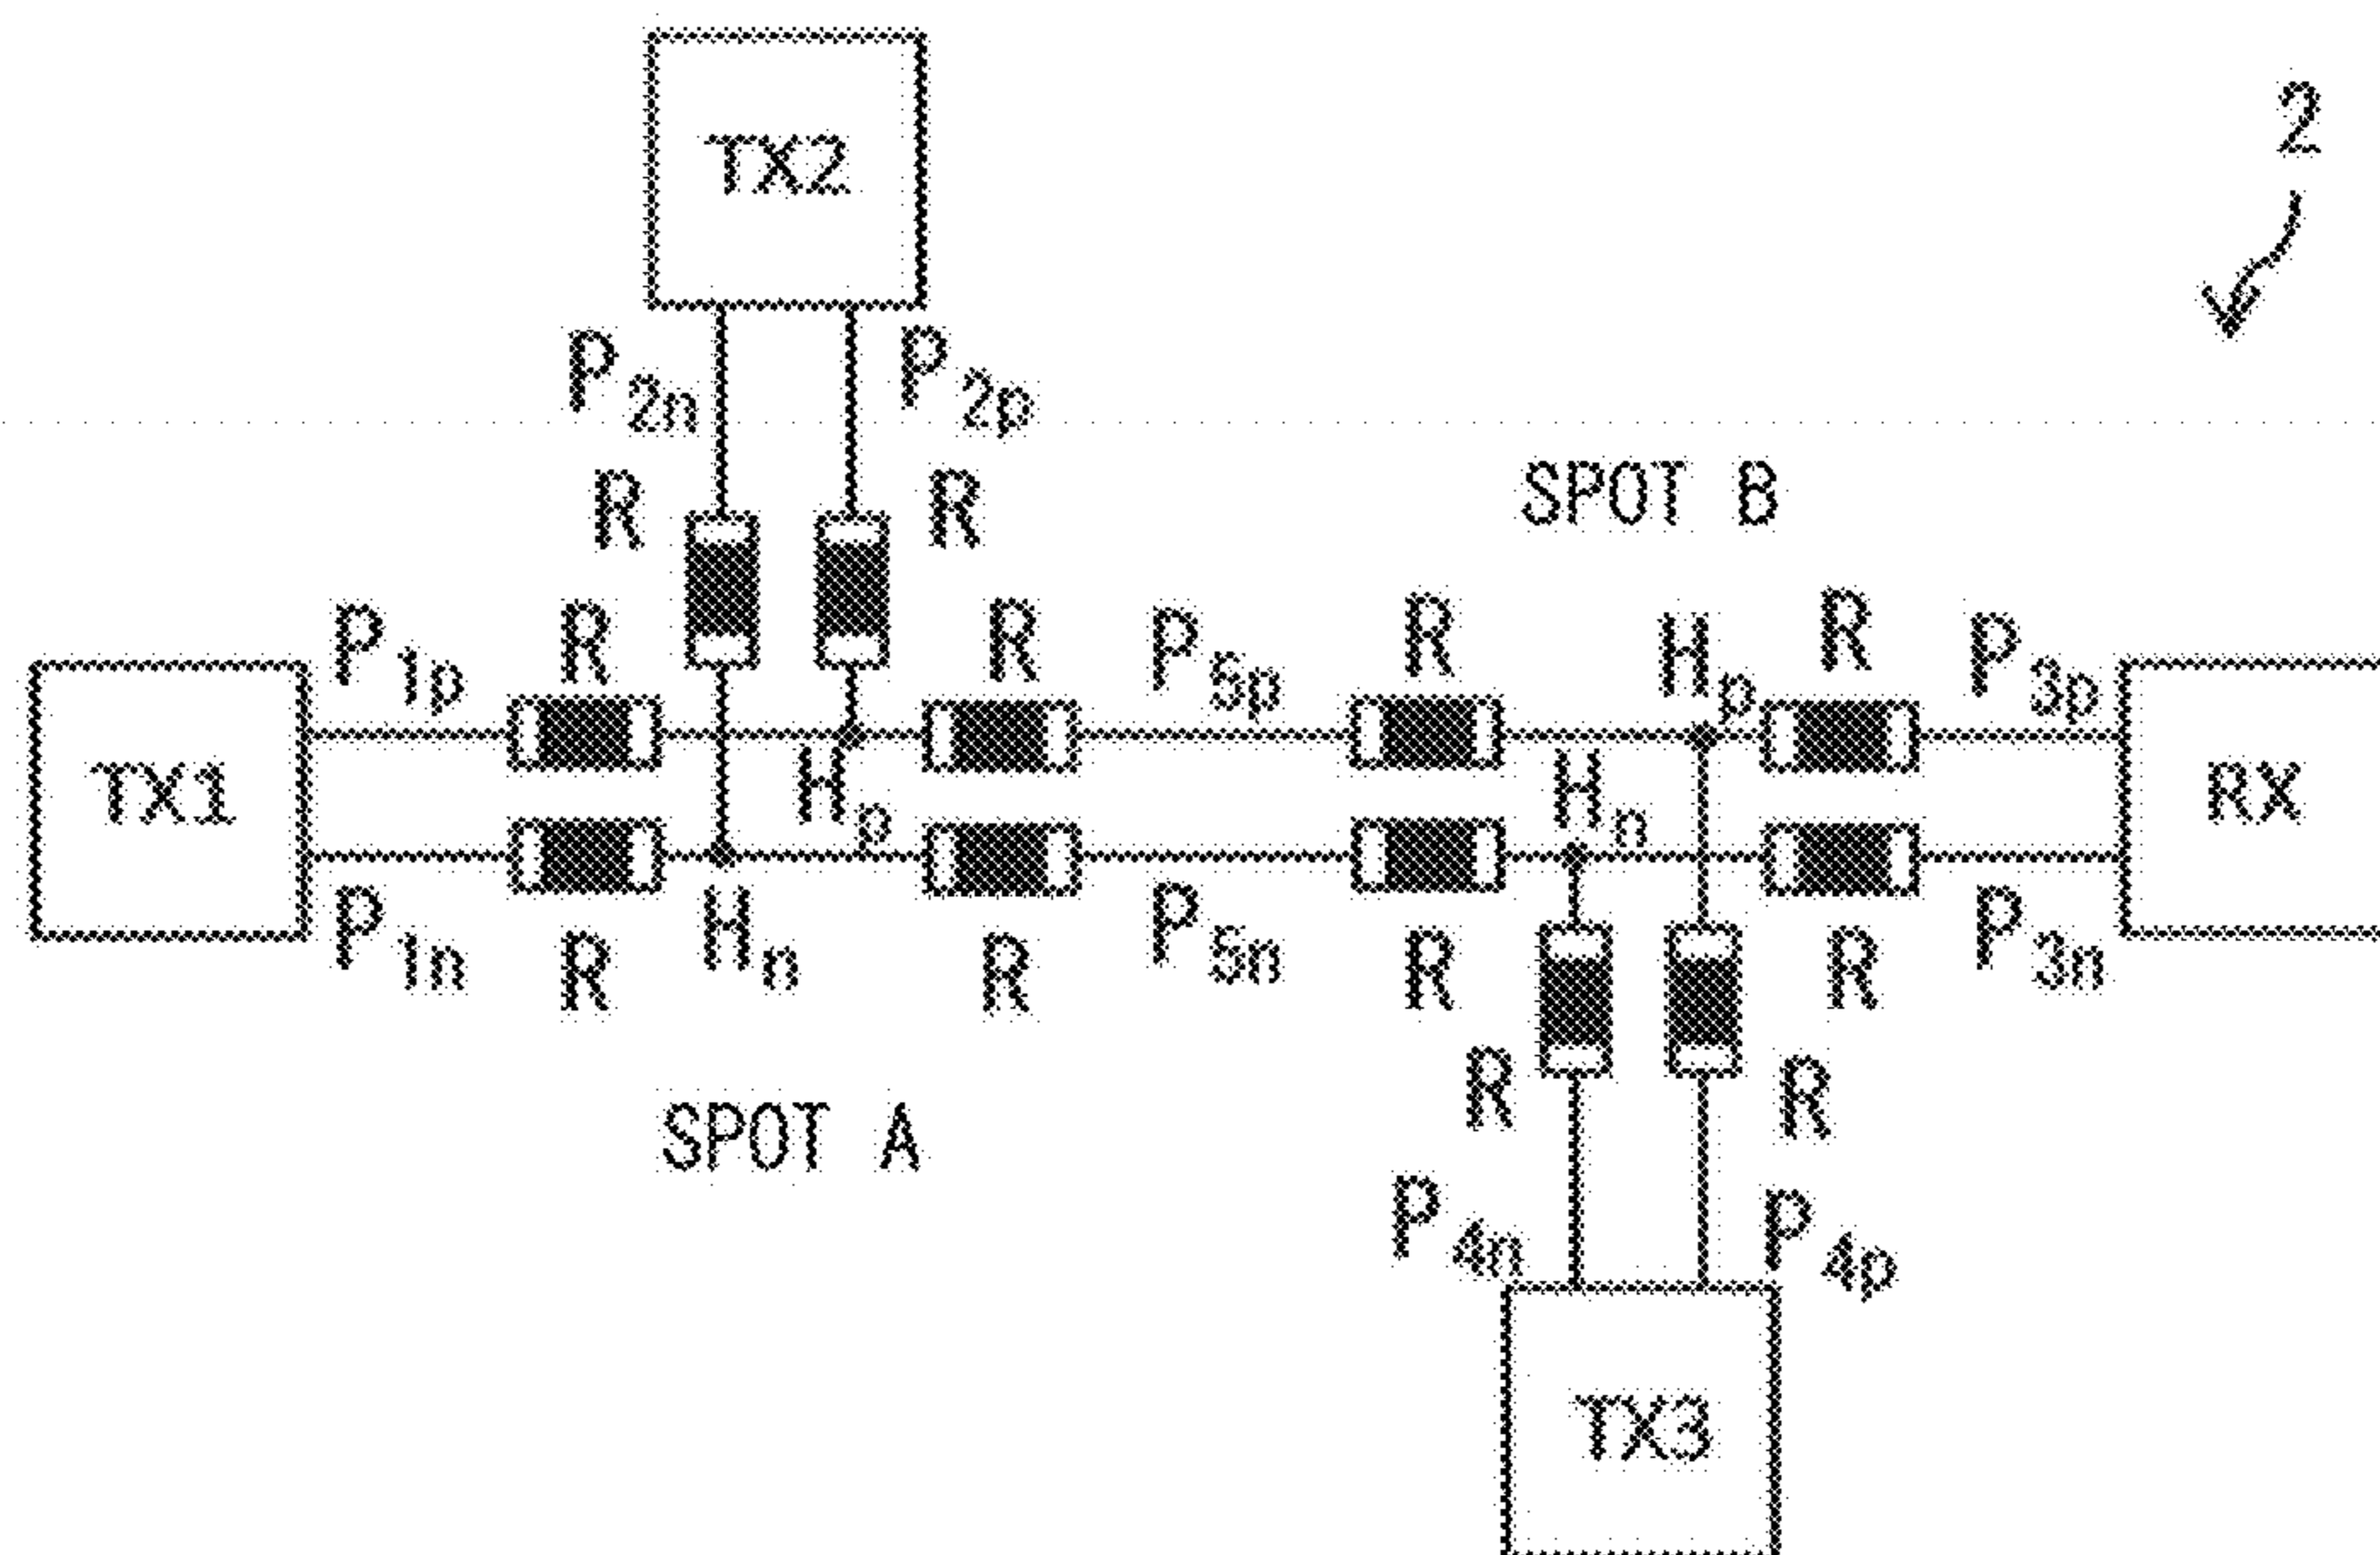 2
TX2
P2n P2p
R R
SPOT B
P1p R R P5p R Hp R P3p
TX1 Hp Hn RX
P1n R Hn R P5n R R P3n
R R
SPOT A
P4n P4p
TX3